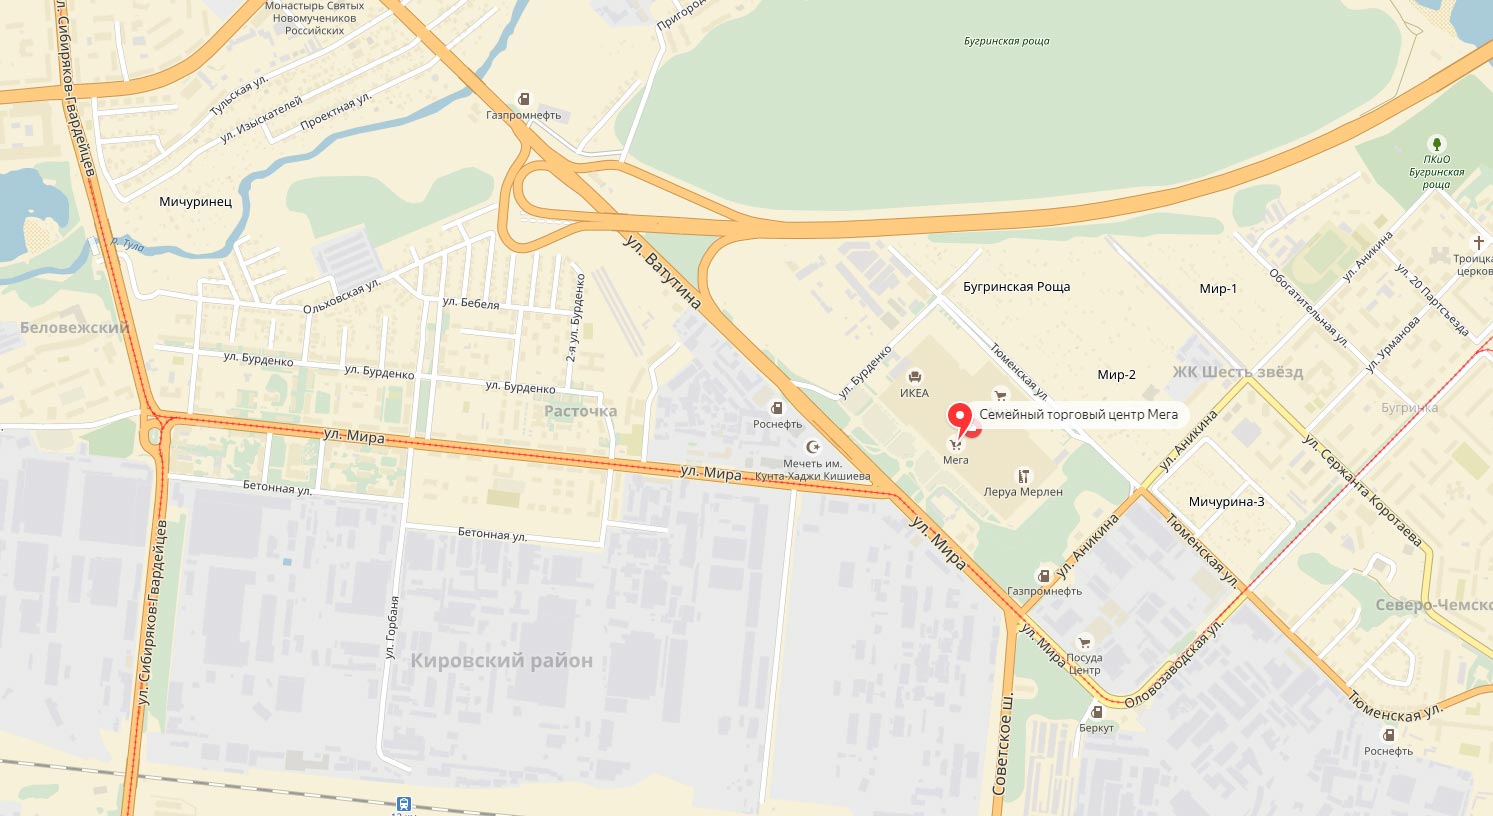 Монастырь Святых
Новомучеников
Российских
Бугринская роща
ул. Сибиряков-Гвардейцев
Тульская ул.
ул. Изыскателей
Проектная ул.
Газпромнефть
ПКиО
Бугринская
роща
Мичуринец
р. Тула
ул. Ватутина
ул. Аникина
ул. 20 Партсъезда
Ольховская ул.
ул. Бебеля
2-я ул. Бурденко
Бугринская Роща
Мир-1
Обогатительная ул.
ул. Урманова
Беловежский
ул. Бурденко
ул. Бурденко
ул. Бурденко
ул. Бурденко
Тюменская ул.
Мир-2
ЖК Шесть звёзд
ИКЕА
Расточка
Роснефть
Семейный торговый центр Мега
Бугринка
ул. Мира
ул. Мира
Мечеть им.
Кунта-Хаджи Кишиева
Мега
Леруа Мерлен
ул. Аникина
ул. Сержанта Коротаева
Мичурина-3
Бетонная ул.
Бетонная ул.
ул. Мира
ул. Аникина
Тюменская ул.
Газпромнефть
ул. Сибиряков-Гвардейцев
ул. Горбаня
Кировский район
ул. Мира
Посуда
Центр
Оловозаводская ул.
Беркут
Советское ш.
Тюменская ул.
Роснефть